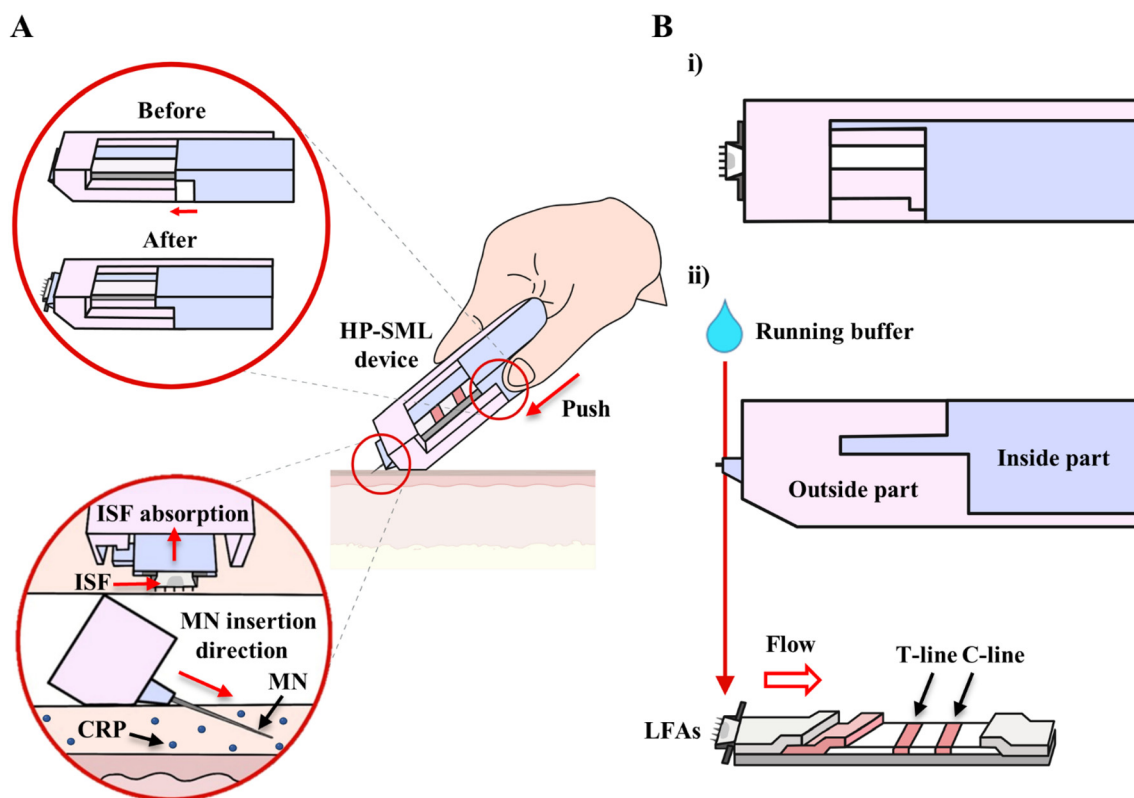 A
Before
After
HP-SML
device
Push
ISF absorption
ISF
MN insertion
direction
MN
CRP
B
i)
ii)
Running buffer
Inside part
Outside part
Flow
T-line C-line
LFAs